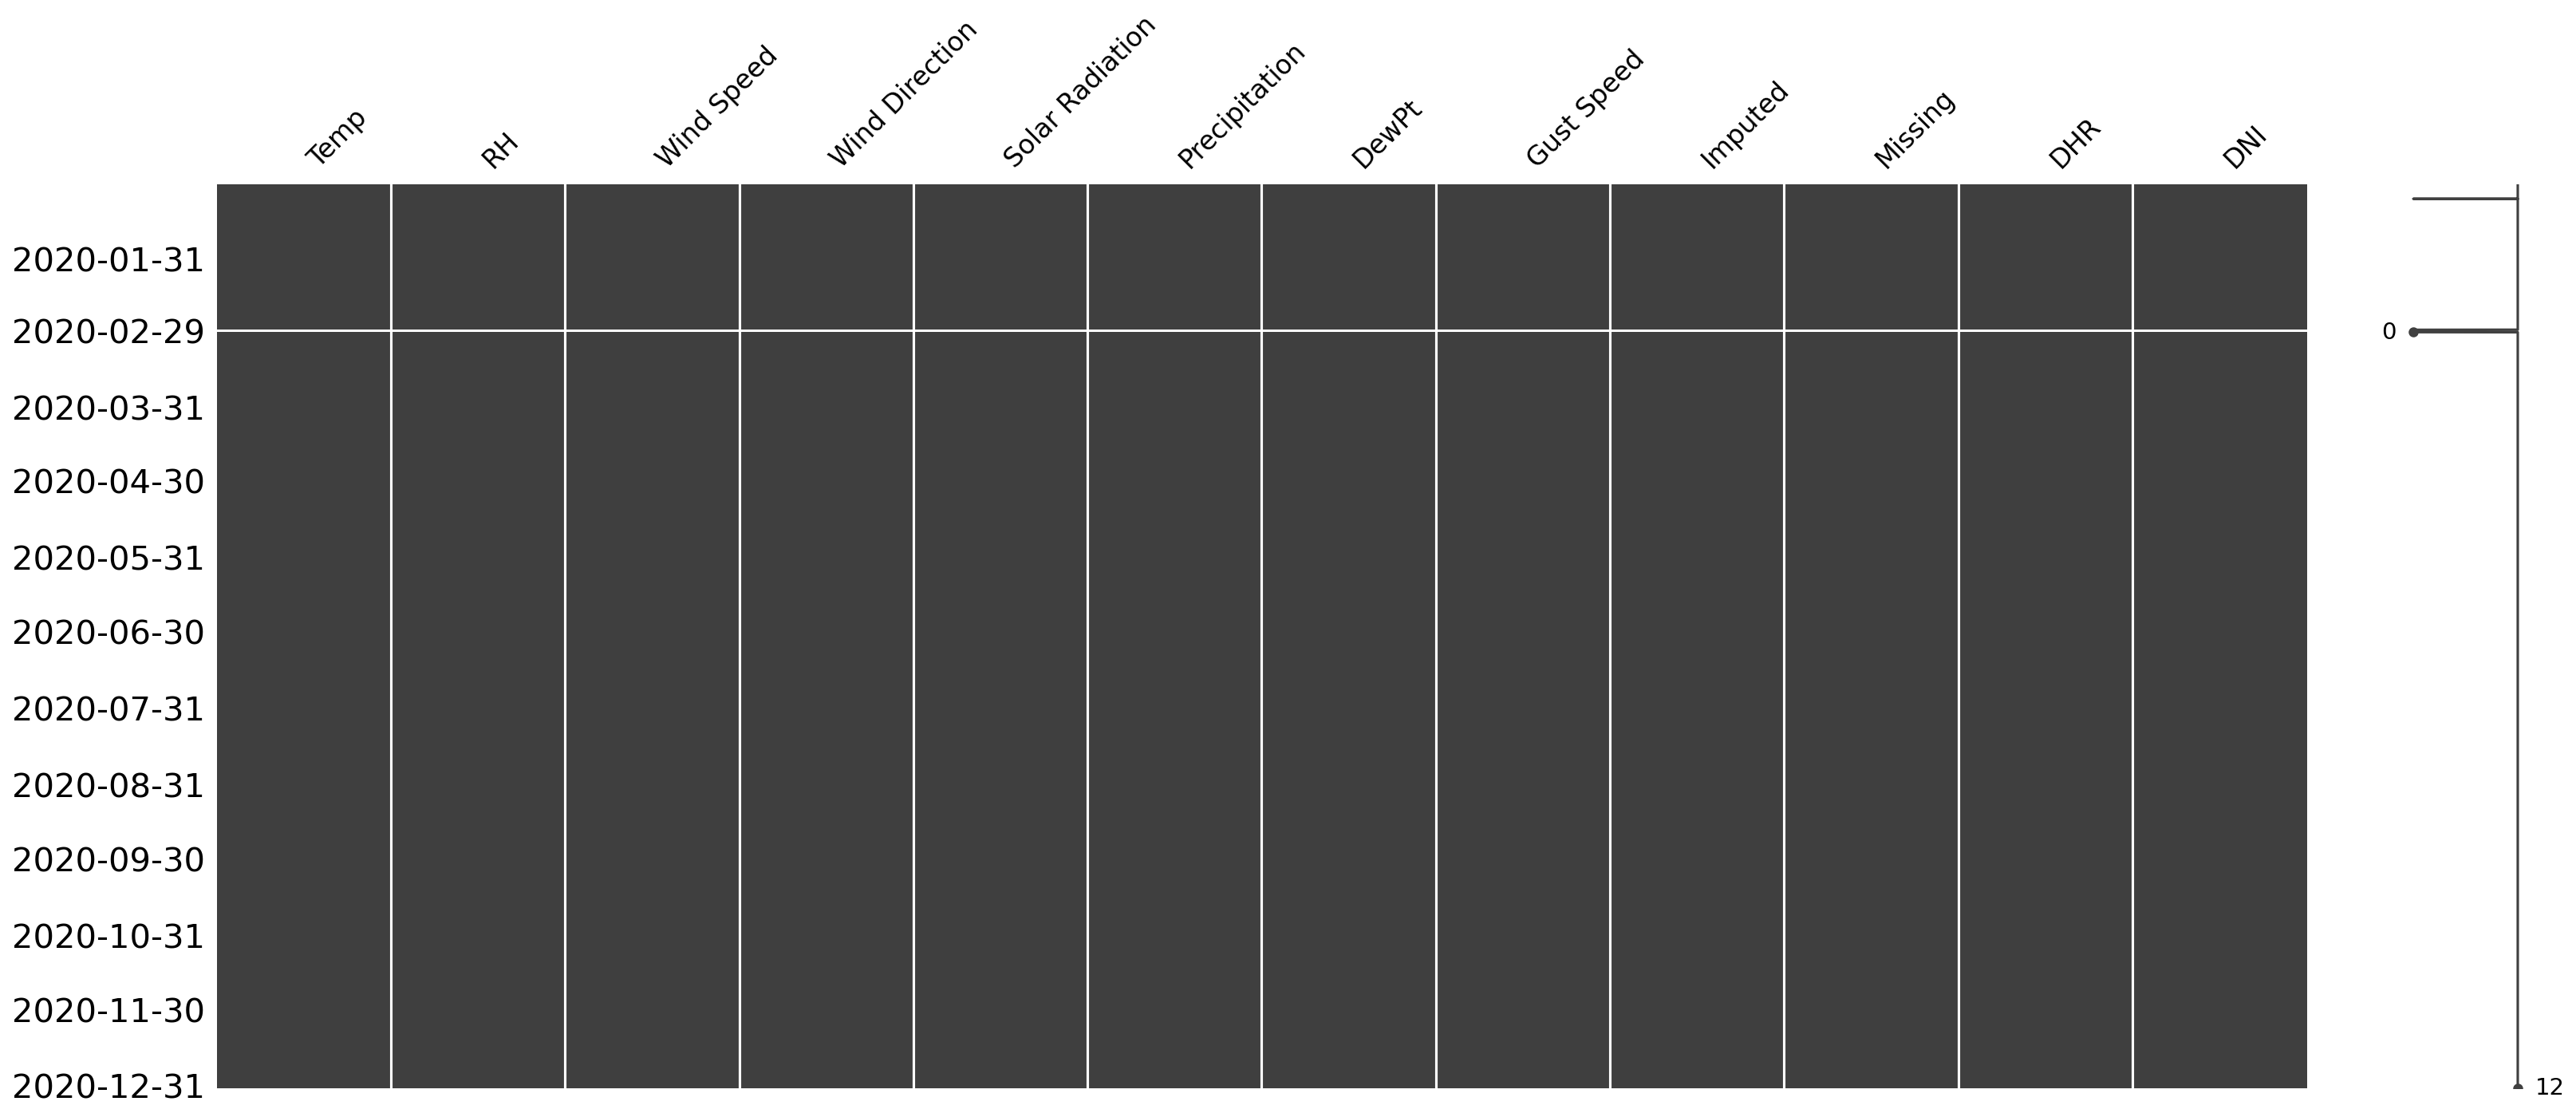 Temp
RH
Wind Speed
Wind Direction
Solar Radiation
Precipitation
DewPt
Gust Speed
Imputed
Missing
DHR
DNI
2020-01-31
2020-02-29
0
2020-03-31
2020-04-30
2020-05-31
2020-06-30
2020-07-31
2020-08-31
2020-09-30
2020-10-31
2020-11-30
2020-12-31
12